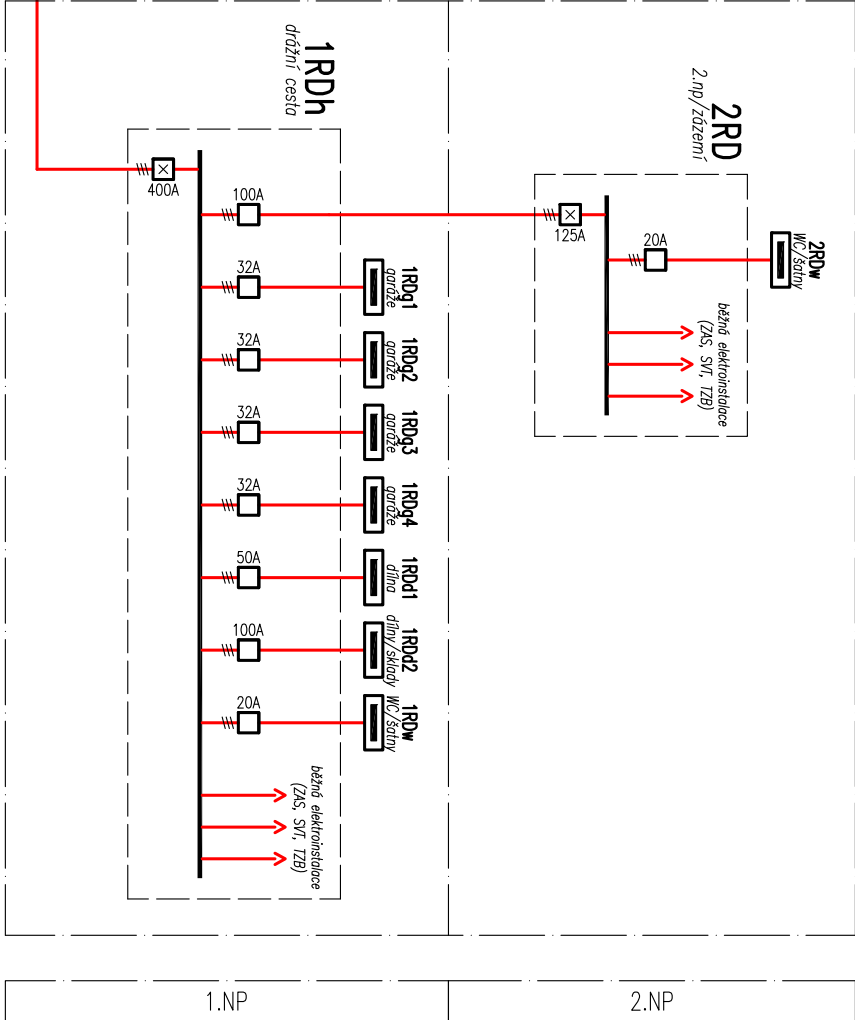 1RDh
drážní cesta
400A
100A
32A
1RDg1
garáže
32A
1RDg2
garáže
32A
1RDg3
garáže
32A
1RDg4
garáže
50A
1RDd1
dílna
100A
1RDd2
dílny/sklady
20A
1RDw
WC/šatny
běžná elektroinstalace
(ZAS, SVT, TZB)
2RD
2.np/zázemí
125A
20A
2RDw
WC/šatny
běžná elektroinstalace
(ZAS, SVT, TZB)
1.NP
2.NP